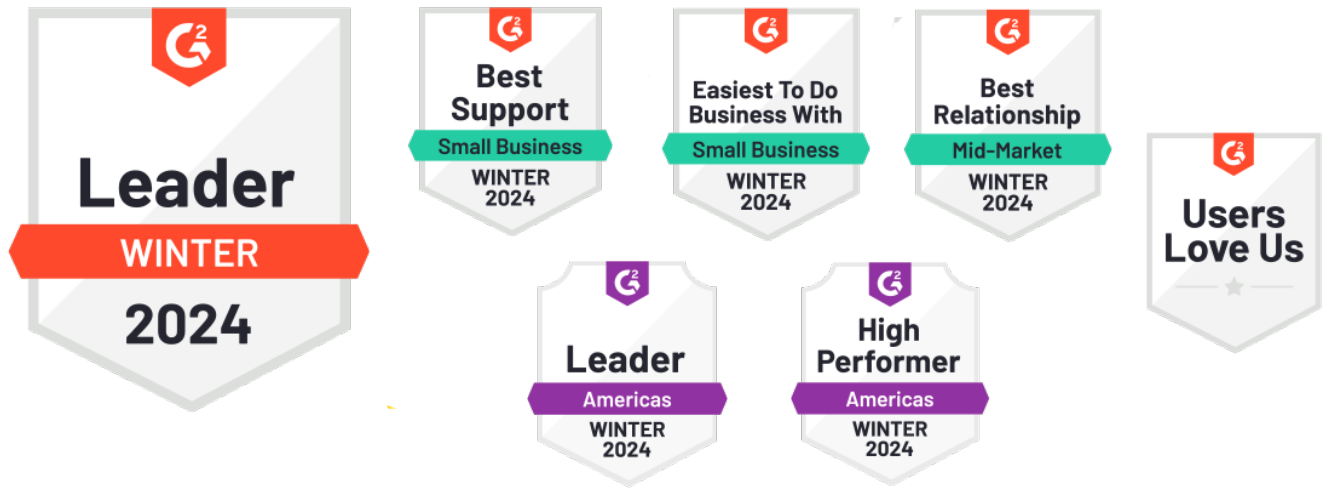 G2
Leader
WINTER
2024
G2
Best
Support
Small Business
WINTER
2024
G2
Easiest To Do
Business With
Small Business
WINTER
2024
G2
Best
Relationship
Mid-Market
WINTER
2024
G2
Users
Love Us
G2
Leader
Americas
WINTER
2024
G2
High
Performer
Americas
WINTER
2024